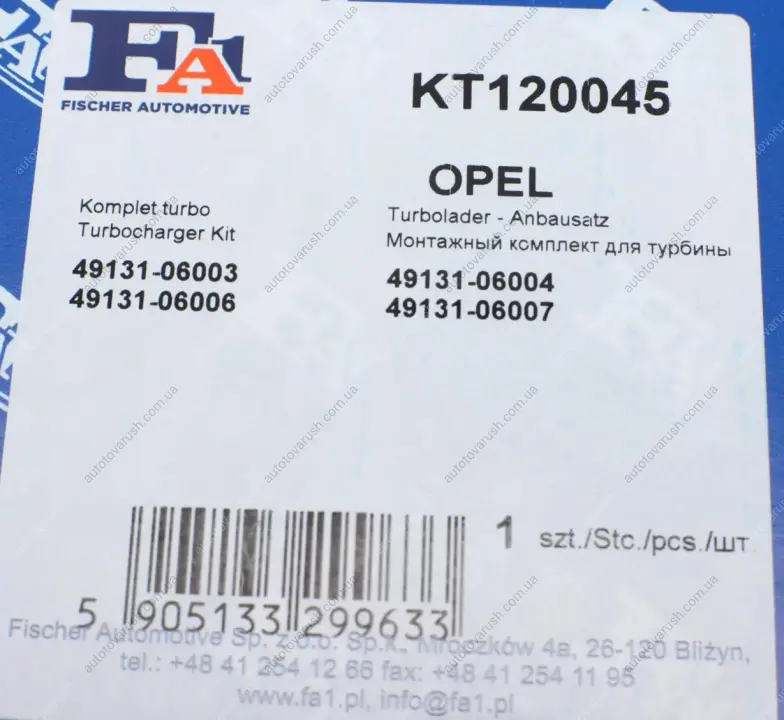 FA1
FISCHER AUTOMOTIVE
KT120045
OPEL
Komplet turbo
Turbocharger Kit
Turbolader - Anbausatz
Монтажный комплект для турбины
49131-06003
49131-06006
49131-06004
49131-06007
1 szt./Stc./pcs./шт
5 905133 299633
Fischer Automotive Sp. z o.o. Sp.k., Mroczków 4a, 26-120 Bliżyn,
tel.: +48 41 254 12 66 fax: +48 41 254 11 95
www.fa1.pl, info@fa1.pl
autotovarush.com.ua